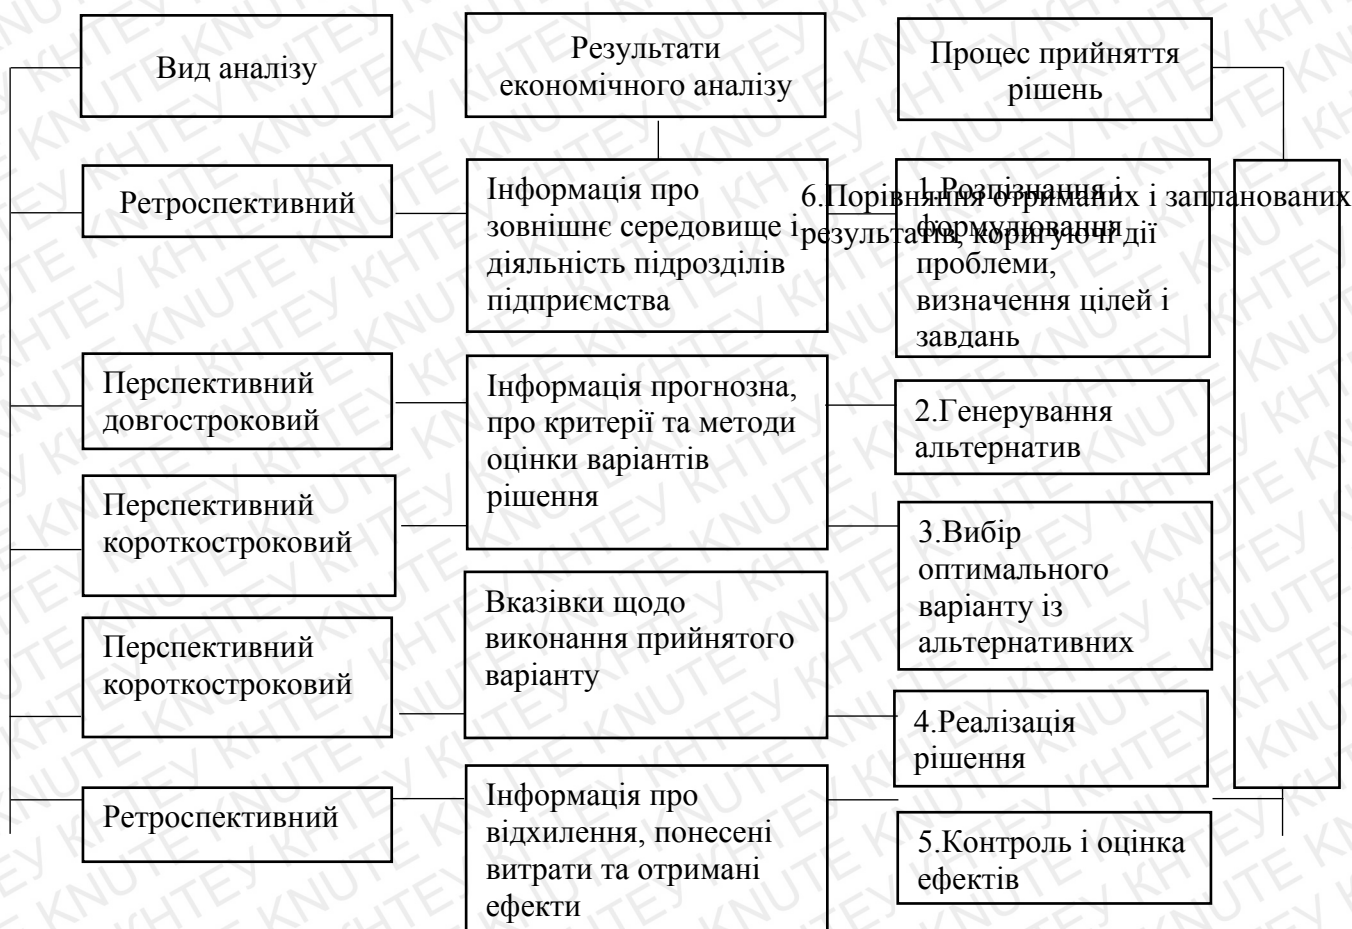 Вид аналізу
Результати
економічного аналізу
Процес прийняття
рішень
Ретроспективний
Інформація про
зовнішнє середовище і
діяльність підрозділів
підприємства
1.Розпізнання і
формулювання
проблеми,
визначення цілей і
завдань
6.Порівняння отриманих і запланованих
результатів, коригуючі дії
Перспективний
довгостроковий
Інформація прогнозна,
про критерії та методи
оцінки варіантів
рішення
2.Генерування
альтернатив
Перспективний
короткостроковий
3.Вибір
оптимального
варіанту із
альтернативних
Перспективний
короткостроковий
Вказівки щодо
виконання прийнятого
варіанту
4.Реалізація
рішення
Ретроспективний
Інформація про
відхилення, понесені
витрати та отримані
ефекти
5.Контроль і оцінка
ефектів